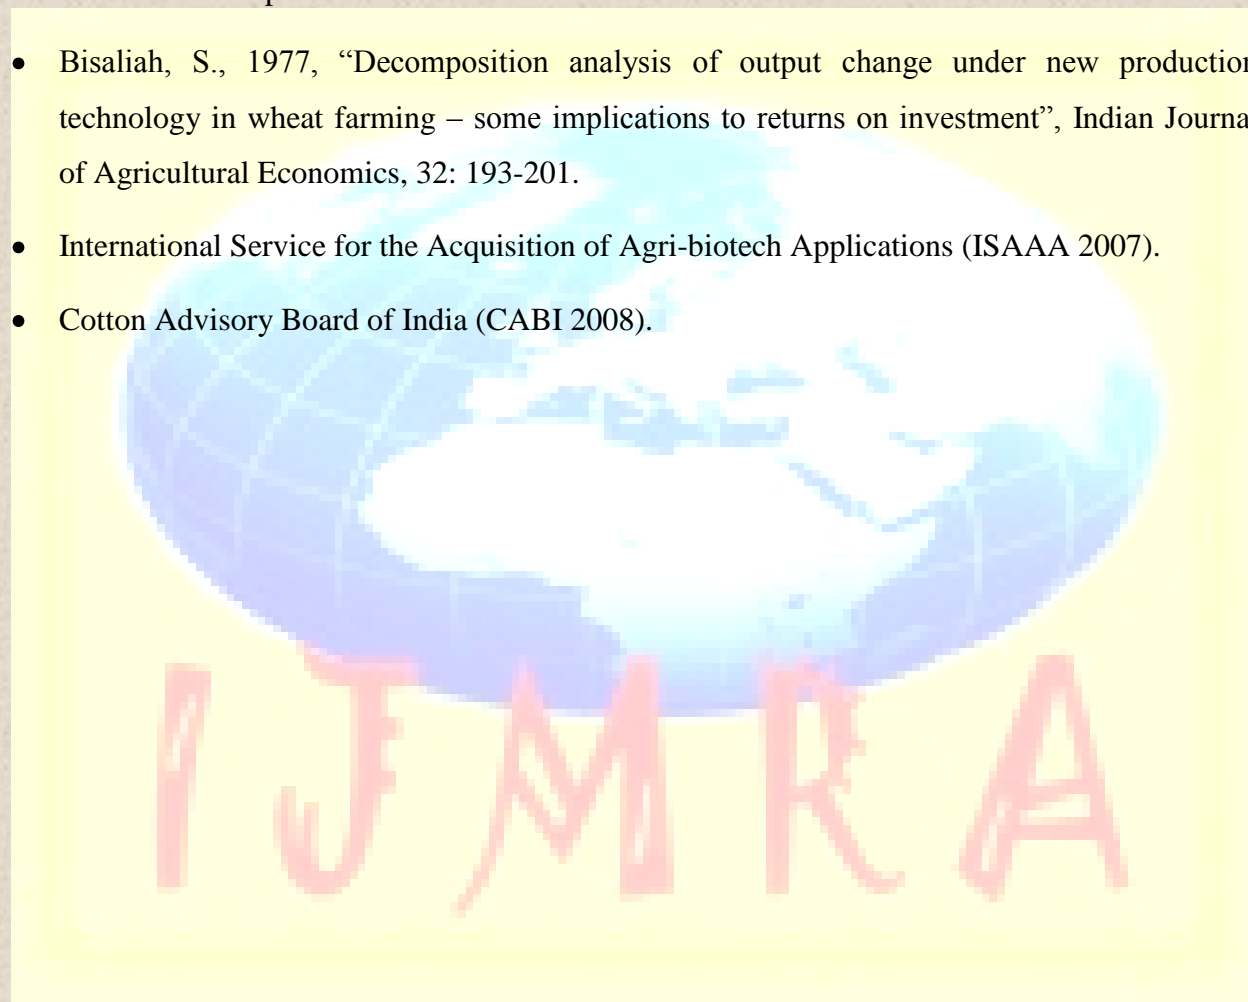 • Bisaliah, S., 1977, “Decomposition analysis of output change under new production
technology in wheat farming – some implications to returns on investment”, Indian Journa
of Agricultural Economics, 32: 193-201.
• International Service for the Acquisition of Agri-biotech Applications (ISAAA 2007).
• Cotton Advisory Board of India (CABI 2008).
IJMRA